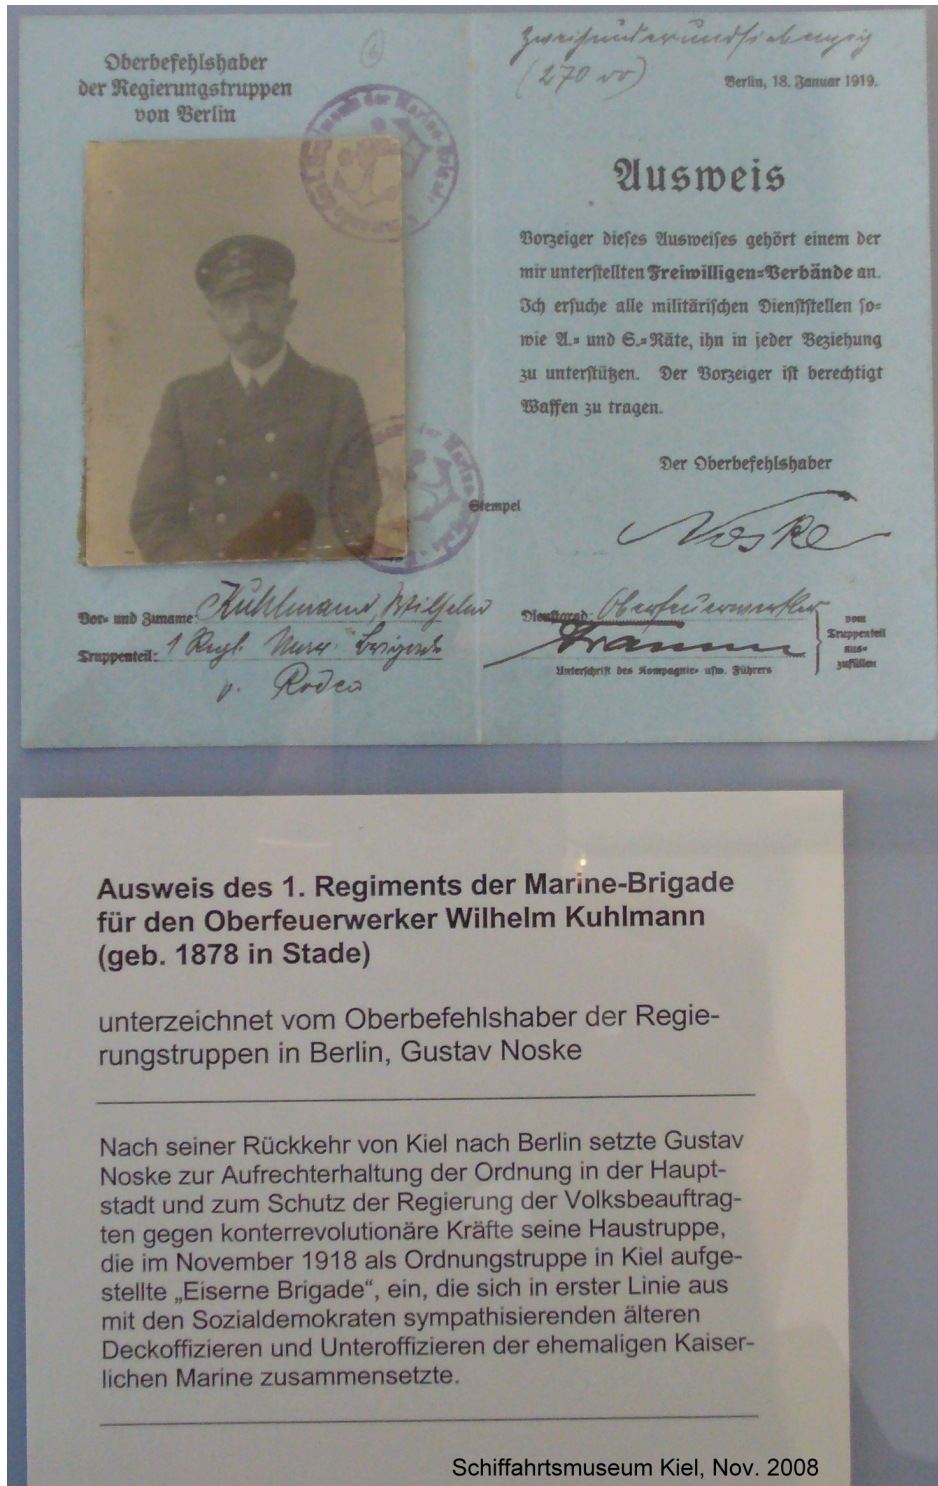 Oberbefehlshaber
der Regierungstruppen
von Berlin
zweihunderundsiebenzig
(270)
Berlin, 18. Januar 1919.
Ausweis
Vorzeiger dieses Ausweises gehört einem der
mir unterstellten Freiwilligen=Verbände an.
Ich ersuche alle militärischen Dienststellen so=
wie A.= und S.=Räte, ihn in jeder Beziehung
zu unterstützen. Der Vorzeiger ist berechtigt
Waffen zu tragen.
Der Oberbefehlshaber
Stempel
Noske
Vor= und Zuname: Kuhlmann, Wilhelm
Truppenteil: 1 Regt. Mar. Brigade
v. Roden
Dienstgrad: Oberfeuerwerker
Unterschrift des Kompagnie= usw. Führers
vom
Truppenteil
aus=
zufüllen
Ausweis des 1. Regiments der Marine-Brigade
für den Oberfeuerwerker Wilhelm Kuhlmann
(geb. 1878 in Stade)
unterzeichnet vom Oberbefehlshaber der Regie-
rungstruppen in Berlin, Gustav Noske
Nach seiner Rückkehr von Kiel nach Berlin setzte Gustav
Noske zur Aufrechterhaltung der Ordnung in der Haupt-
stadt und zum Schutz der Regierung der Volksbeauftrag-
ten gegen konterrevolutionäre Kräfte seine Haustruppe,
die im November 1918 als Ordnungstruppe in Kiel aufge-
stellte „Eiserne Brigade“, ein, die sich in erster Linie aus
mit den Sozialdemokraten sympathisierenden älteren
Deckoffizieren und Unteroffizieren der ehemaligen Kaiser-
lichen Marine zusammensetzte.
Schiffahrtsmuseum Kiel, Nov. 2008